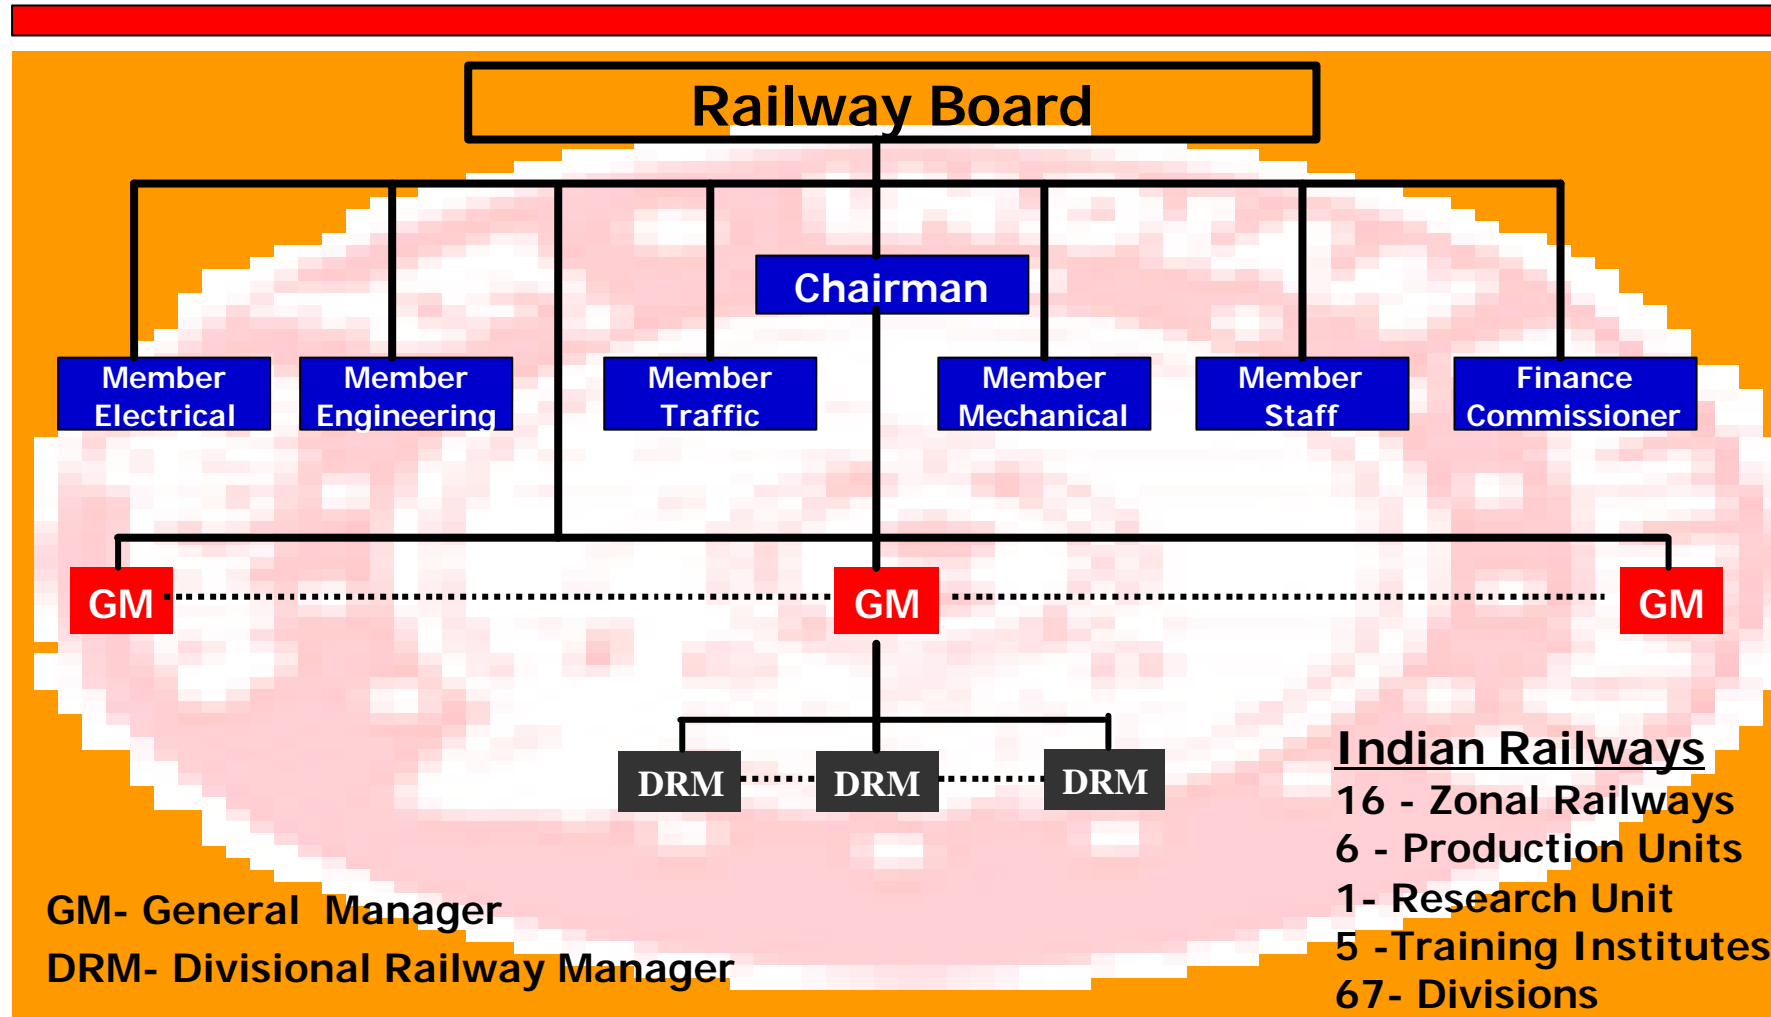 Railway Board
Chairman
Member
Electrical
Member
Engineering
Member
Traffic
Member
Mechanical
Member
Staff
Finance
Commissioner
GM
GM
GM
DRM
DRM
DRM
Indian Railways
16 - Zonal Railways
6 - Production Units
1- Research Unit
5 -Training Institutes
67- Divisions
GM- General  Manager
DRM- Divisional Railway Manager